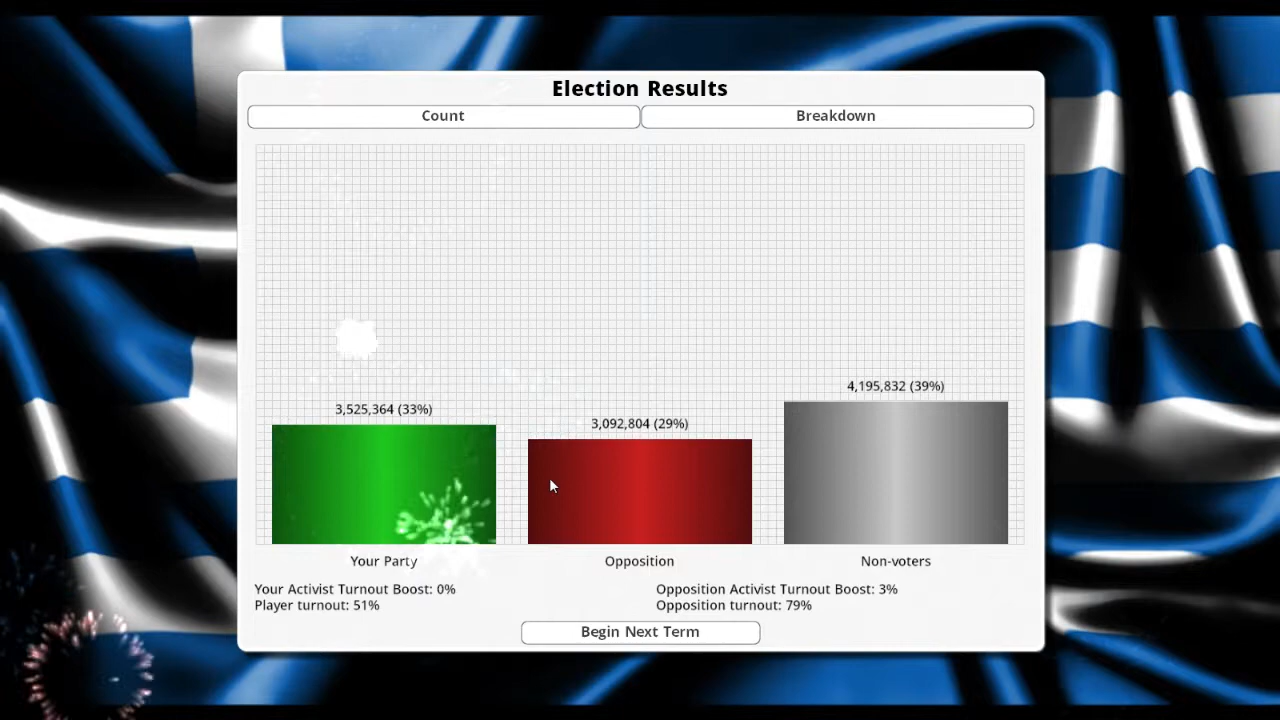 Election Results
Count
Breakdown
4,195,832 (39%)
3,525,364 (33%)
3,092,804 (29%)
Your Party
Opposition
Non-voters
Your Activist Turnout Boost: 0%
Opposition Activist Turnout Boost: 3%
Player turnout: 51%
Opposition turnout: 79%
Begin Next Term